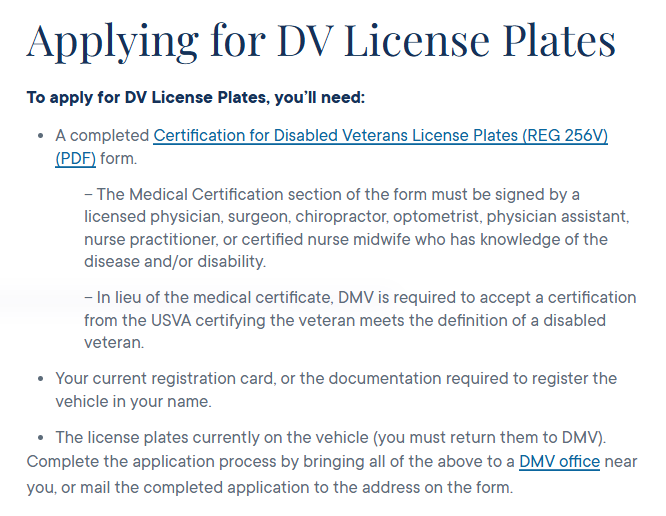 Applying for DV License Plates
To apply for DV License Plates, you’ll need:
• A completed Certification for Disabled Veterans License Plates (REG 256V)
(PDF) form.
– The Medical Certification section of the form must be signed by a
licensed physician, surgeon, chiropractor, optometrist, physician assistant,
nurse practitioner, or certified nurse midwife who has knowledge of the
disease and/or disability.
– In lieu of the medical certificate, DMV is required to accept a certification
from the USVA certifying the veteran meets the definition of a disabled
veteran.
• Your current registration card, or the documentation required to register the
vehicle in your name.
• The license plates currently on the vehicle (you must return them to DMV).
Complete the application process by bringing all of the above to a DMV office near
you, or mail the completed application to the address on the form.